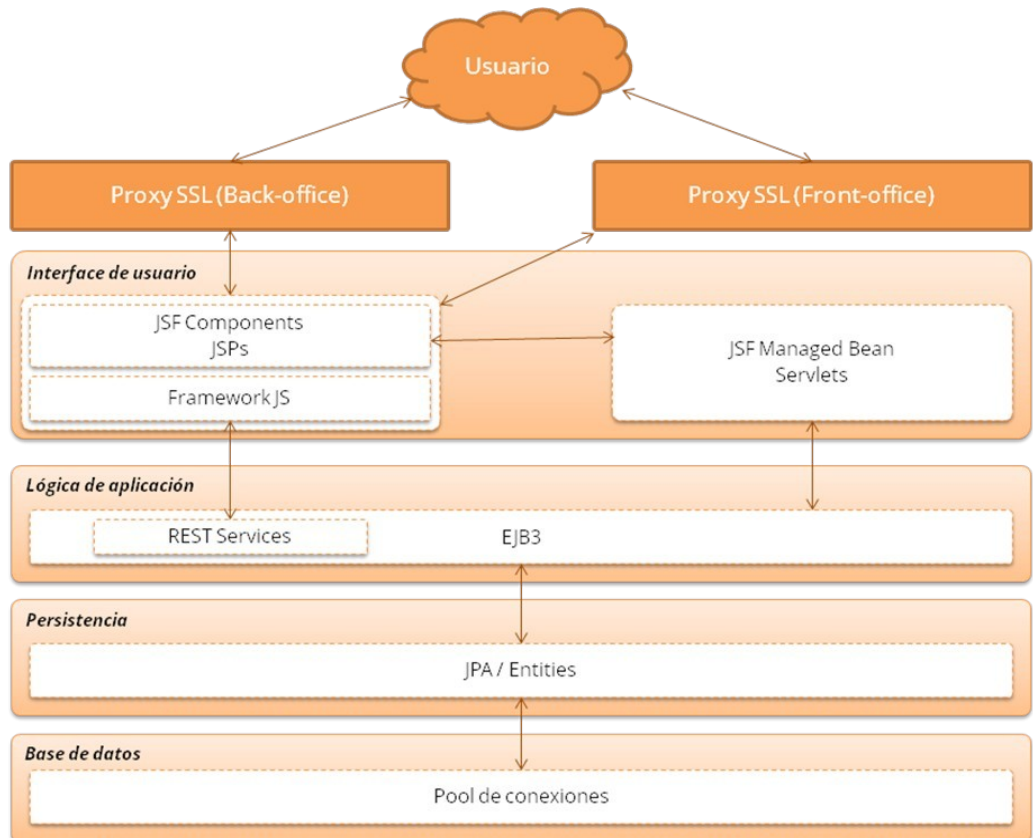 Usuario
Proxy SSL (Back-office)
Proxy SSL (Front-office)
Interface de usuario
JSF Components
JSPs
Framework JS
JSF Managed Bean
Servlets
Lógica de aplicación
REST Services
EJB3
Persistencia
JPA / Entities
Base de datos
Pool de conexiones